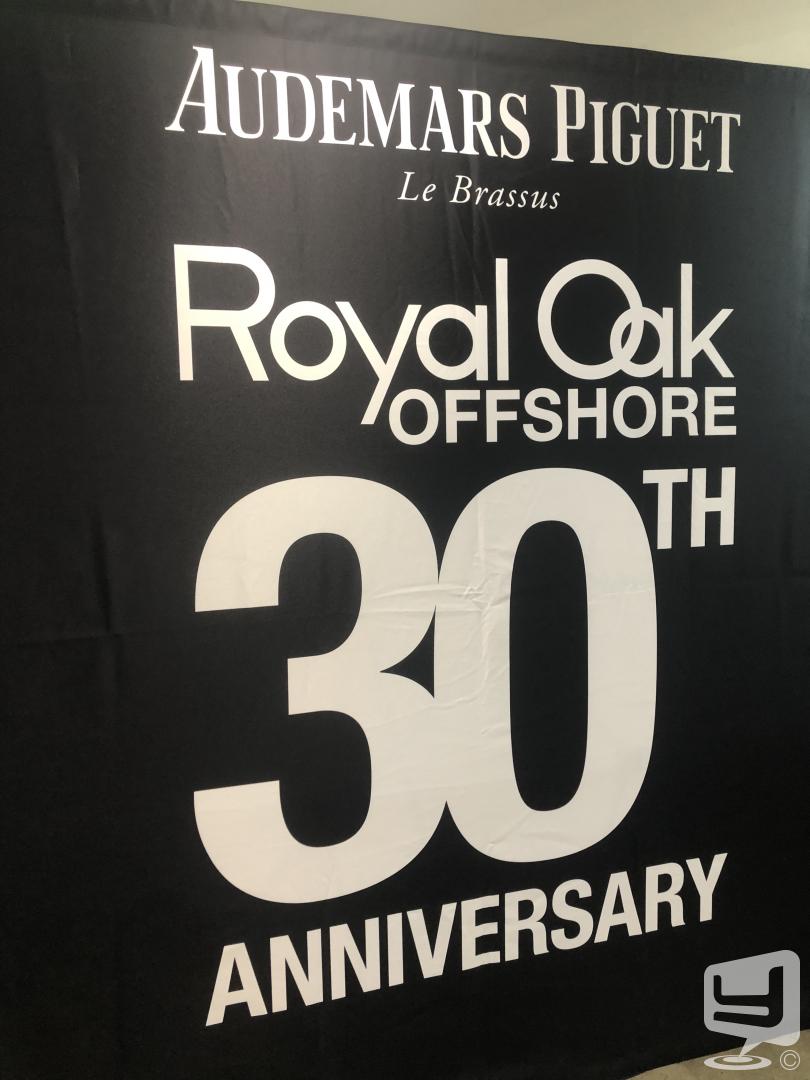 AUDEMARS PIGUET
Le Brassus
Royal Oak
OFFSHORE
30TH
ANNIVERSARY
©